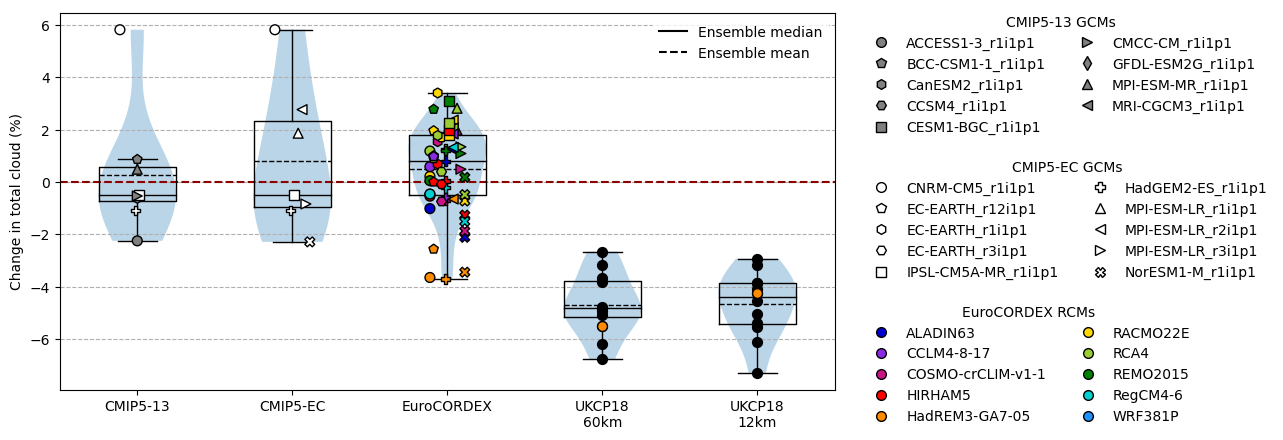 Change in total cloud (%)
6
4
2
0
−2
−4
−6
Ensemble median
Ensemble mean
CMIP5-13
CMIP5-EC
EuroCORDEX
UKCP18
60km
UKCP18
12km
CMIP5-13 GCMs
ACCESS1-3_r1i1p1
BCC-CSM1-1_r1i1p1
CanESM2_r1i1p1
CCSM4_r1i1p1
CESM1-BGC_r1i1p1
CMCC-CM_r1i1p1
GFDL-ESM2G_r1i1p1
MPI-ESM-MR_r1i1p1
MRI-CGCM3_r1i1p1
CMIP5-EC GCMs
CNRM-CM5_r1i1p1
EC-EARTH_r12i1p1
EC-EARTH_r1i1p1
EC-EARTH_r3i1p1
IPSL-CM5A-MR_r1i1p1
HadGEM2-ES_r1i1p1
MPI-ESM-LR_r1i1p1
MPI-ESM-LR_r2i1p1
MPI-ESM-LR_r3i1p1
NorESM1-M_r1i1p1
EuroCORDEX RCMs
ALADIN63
CCLM4-8-17
COSMO-crCLIM-v1-1
HIRHAM5
HadREM3-GA7-05
RACMO22E
RCA4
REMO2015
RegCM4-6
WRF381P